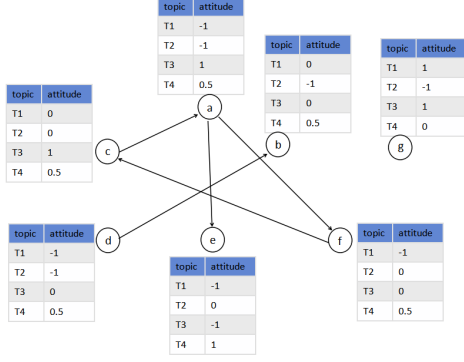 topic attitude
T1 -1
T2 -1
T3 1
T4 0.5
a
topic attitude
T1 0
T2 -1
T3 0
T4 0.5
b
topic attitude
T1 1
T2 -1
T3 1
T4 0
g
topic attitude
T1 0
T2 0
T3 1
T4 0.5
c
topic attitude
T1 -1
T2 -1
T3 0
T4 0.5
d
e
topic attitude
T1 -1
T2 0
T3 -1
T4 1
f
topic attitude
T1 -1
T2 0
T3 0
T4 0.5